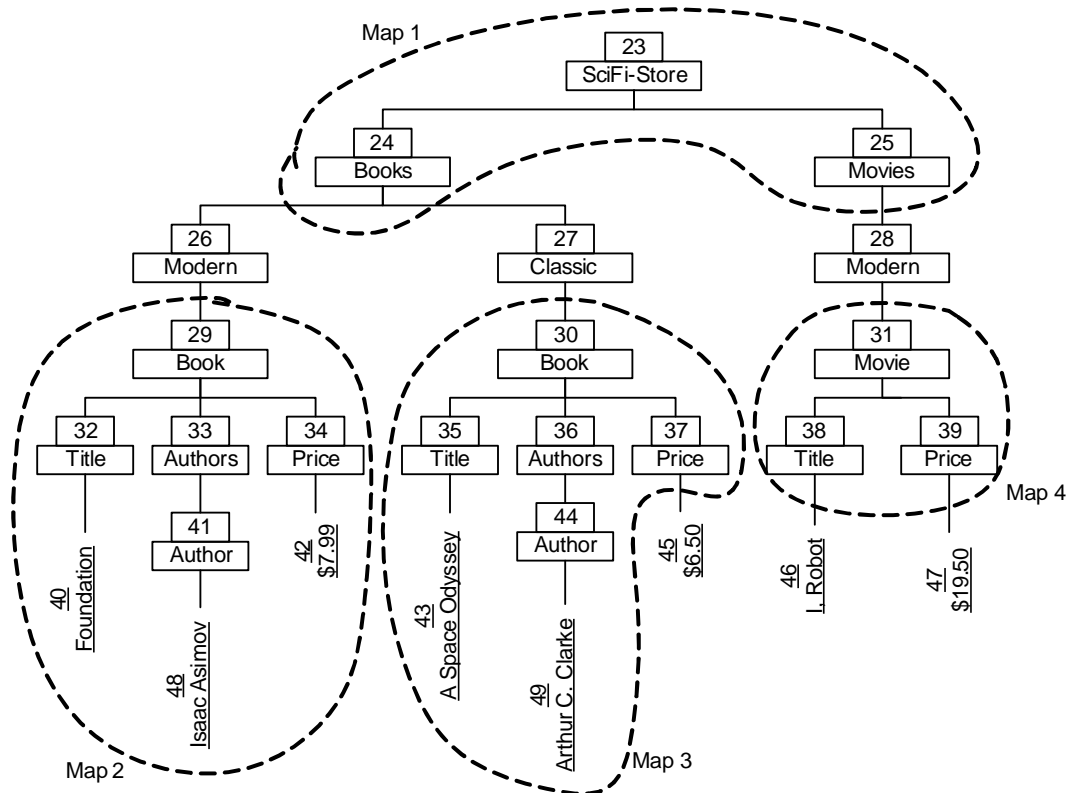 Map 1
23
SciFi-Store
24
Books
25
Movies
26
Modern
27
Classic
28
Modern
29
Book
30
Book
31
Movie
32
Title
33
Authors
34
Price
35
Title
36
Authors
37
Price
38
Title
39
Price
Map 4
40
Foundation
41
Author
42
$7.99
43
A Space Odyssey
44
Author
45
$6.50
46
I, Robot
47
$19.50
48
Isaac Asimov
49
Arthur C. Clarke
Map 2
Map 3